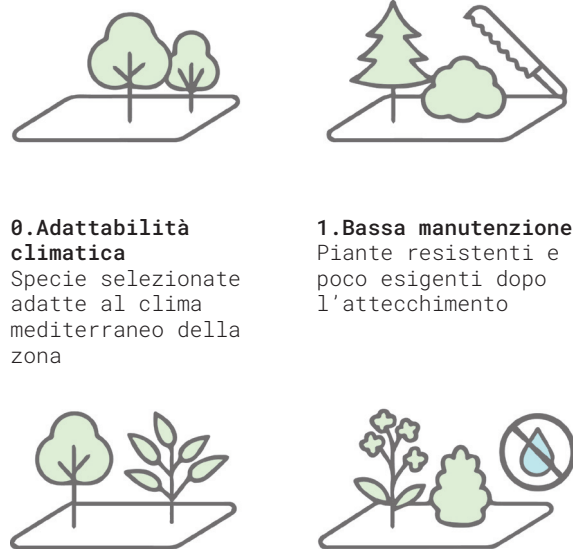 0.Adattabilità
climatica
Specie selezionate
adatte al clima
mediterraneo della
zona
1.Bassa manutenzione
Piante resistenti e
poco esigenti dopo
l'attecchimento